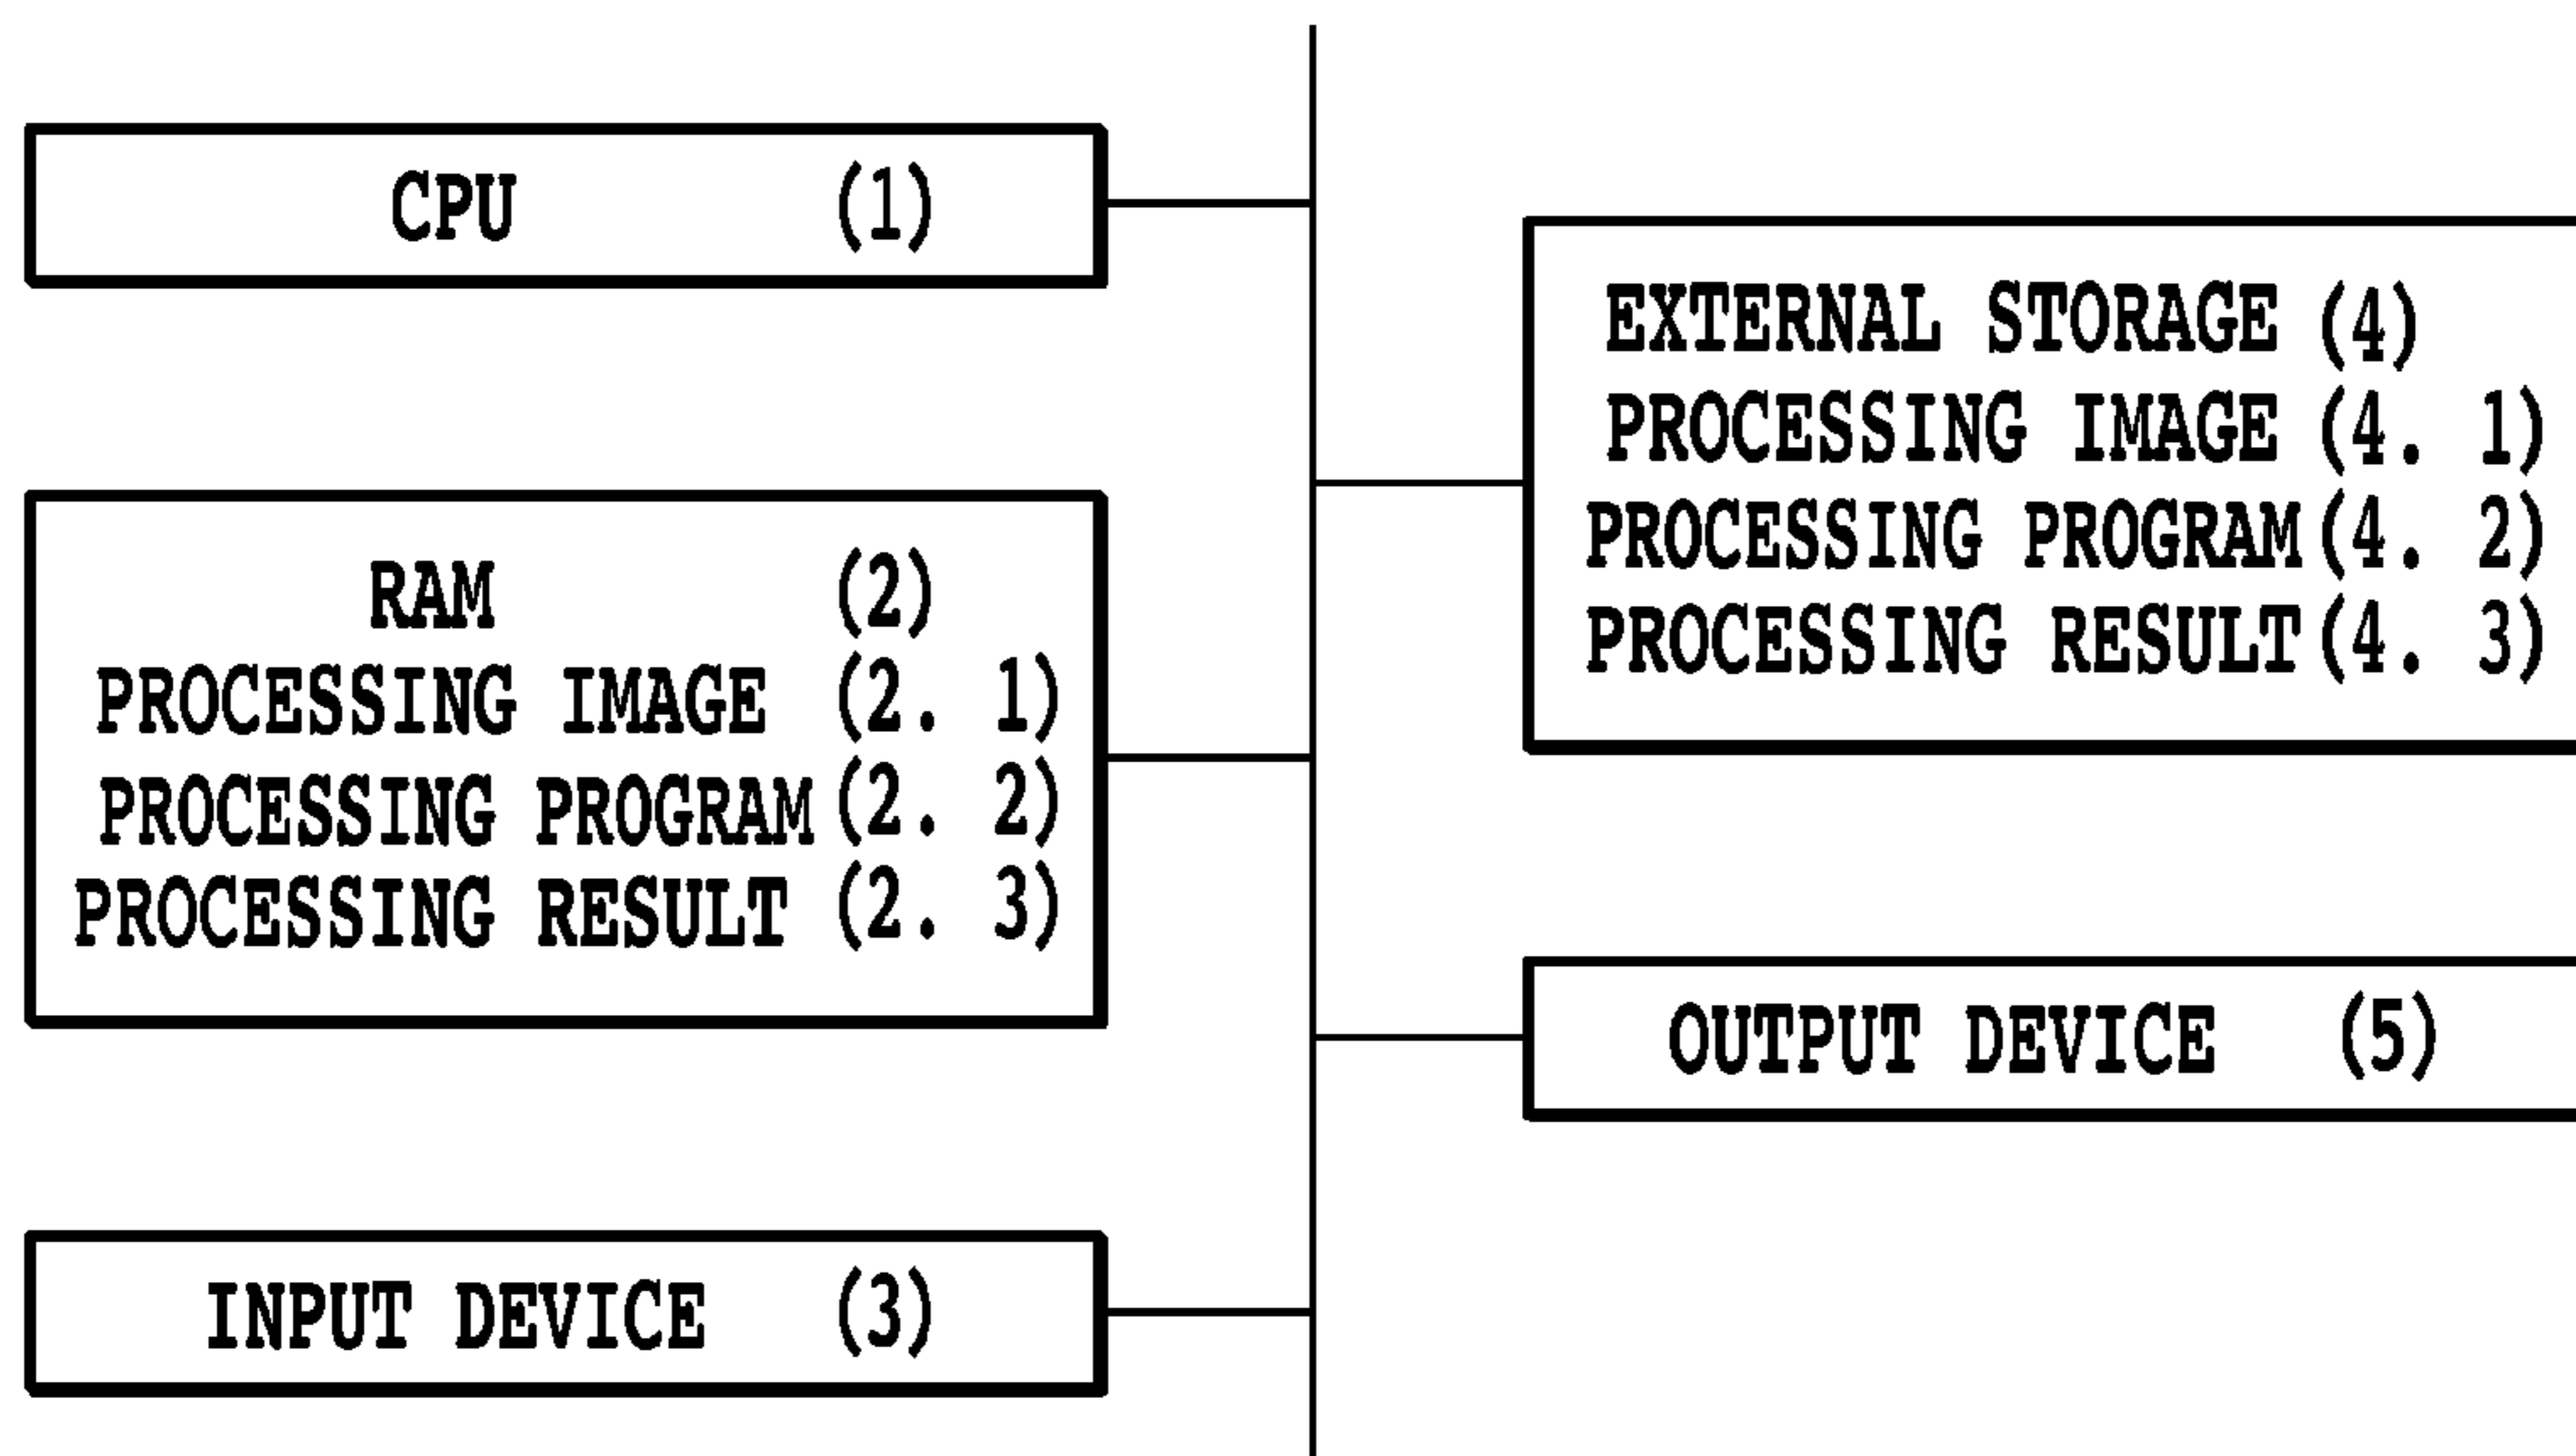 CPU (1)
RAM (2)
PROCESSING IMAGE (2. 1)
PROCESSING PROGRAM (2. 2)
PROCESSING RESULT (2. 3)
INPUT DEVICE (3)
EXTERNAL STORAGE (4)
PROCESSING IMAGE (4. 1)
PROCESSING PROGRAM (4. 2)
PROCESSING RESULT (4. 3)
OUTPUT DEVICE (5)